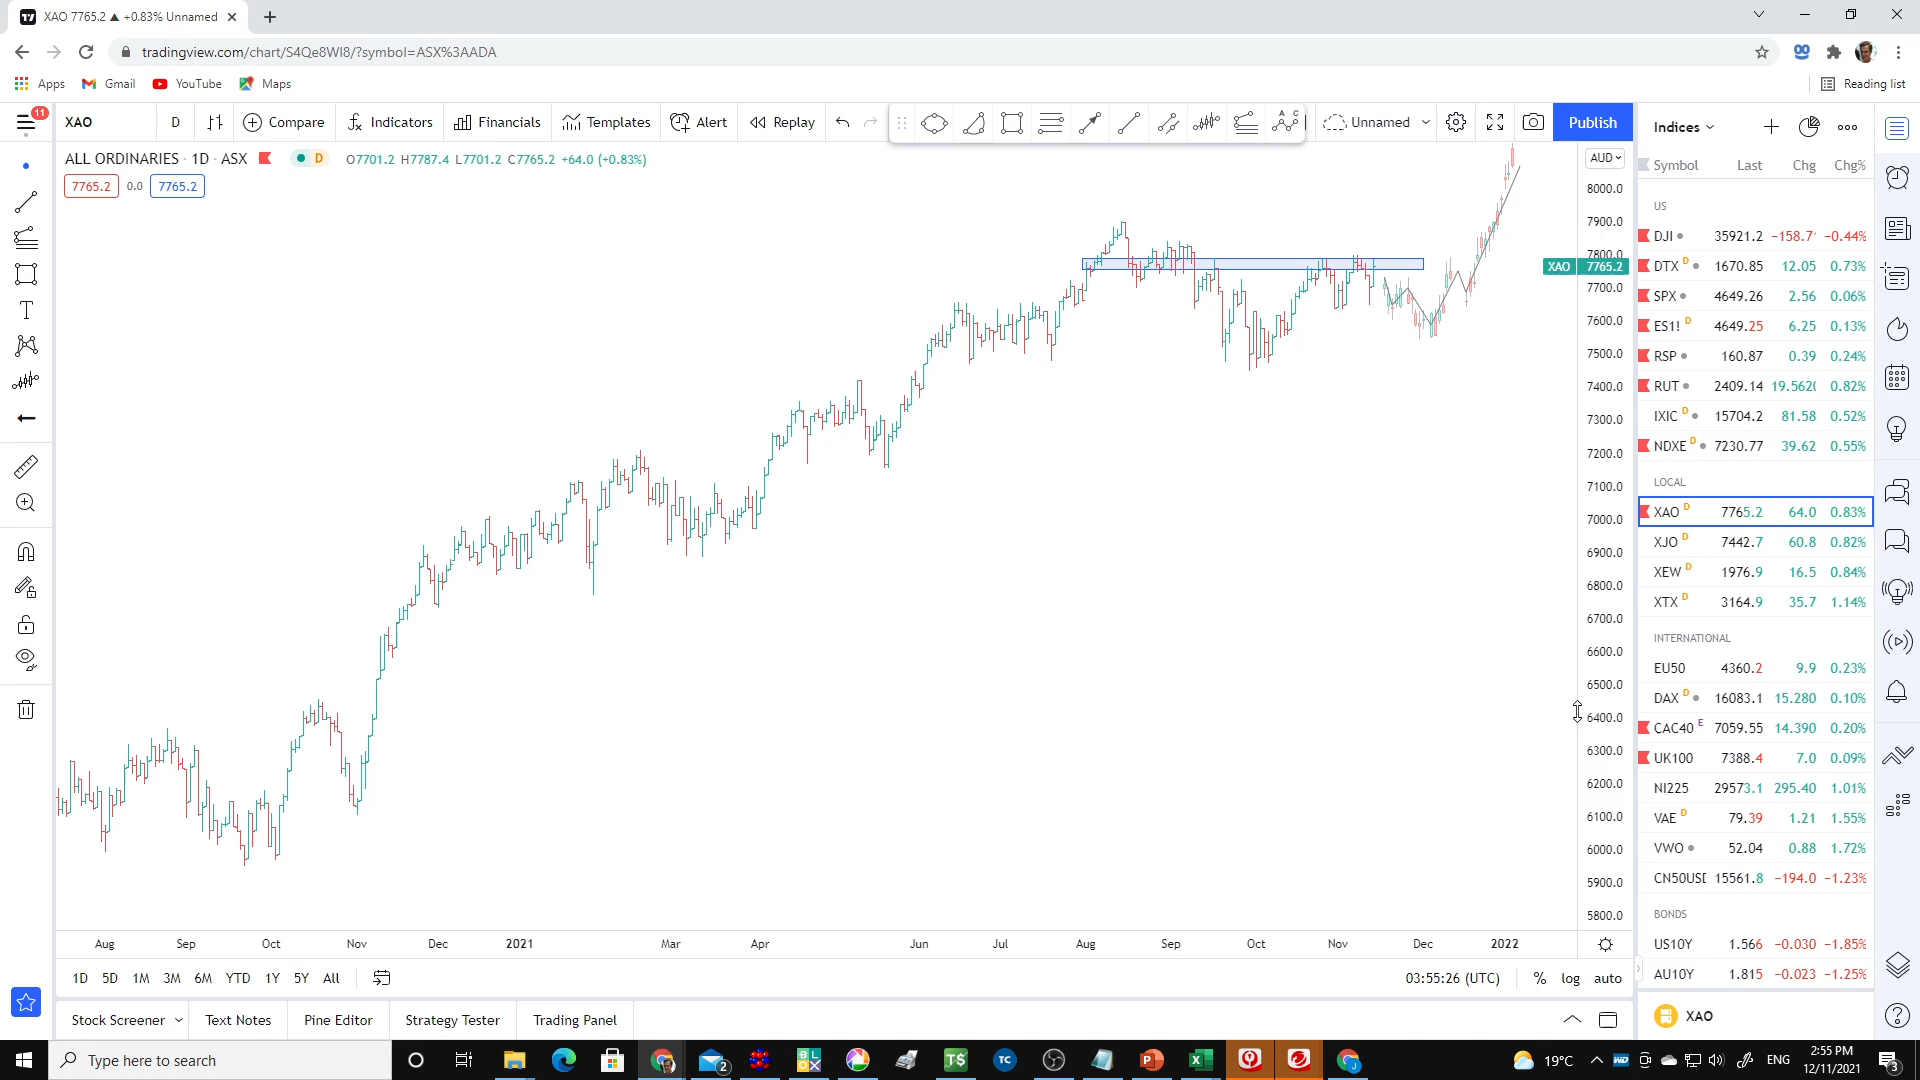 XAO 7765.2 ▲ +0.83% Unnamed
tradingview.com/chart/S4Qe8Wl8/?symbol=ASX%3AADA
Apps Gmail YouTube Maps Reading list
11
XAO D Compare Indicators Financials Templates Alert Replay A C Unnamed Publish
Indices
ALL ORDINARIES · 1D · ASX D O7701.2 H7787.4 L7701.2 C7765.2 +64.0 (+0.83%)
7765.2 0.0 7765.2
AUD
8000.0
7900.0
7800.0
XAO 7765.2
7700.0
7600.0
7500.0
7400.0
7300.0
7200.0
7100.0
7000.0
6900.0
6800.0
6700.0
6600.0
6500.0
6400.0
6300.0
6200.0
6100.0
6000.0
5900.0
5800.0
Aug Sep Oct Nov Dec 2021 Mar Apr Jun Jul Aug Sep Oct Nov Dec 2022
1D 5D 1M 3M 6M YTD 1Y 5Y All 03:55:26 (UTC) % log auto
Stock Screener Text Notes Pine Editor Strategy Tester Trading Panel
Symbol Last Chg Chg%
US
DJI 35921.2 −158.7 −0.44%
DTX D 1670.85 12.05 0.73%
SPX 4649.26 2.56 0.06%
ES1! D 4649.25 6.25 0.13%
RSP 160.87 0.39 0.24%
RUT 2409.14 19.562 0.82%
IXIC D 15704.2 81.58 0.52%
NDXE D 7230.77 39.62 0.55%
LOCAL
XAO D 7765.2 64.0 0.83%
XJO D 7442.7 60.8 0.82%
XEW D 1976.9 16.5 0.84%
XTX D 3164.9 35.7 1.14%
INTERNATIONAL
EU50 4360.2 9.9 0.23%
DAX D 16083.1 15.280 0.10%
CAC40 E 7059.55 14.390 0.20%
UK100 7388.4 7.0 0.09%
NI225 29573.1 295.40 1.01%
VAE D 79.39 1.21 1.55%
VWO 52.04 0.88 1.72%
CN50USD 15561.8 −194.0 −1.23%
BONDS
US10Y 1.566 −0.030 −1.85%
AU10Y 1.815 −0.023 −1.25%
XAO
Type here to search
2 T$ TC 19°C ENG 2:55 PM
12/11/2021 3